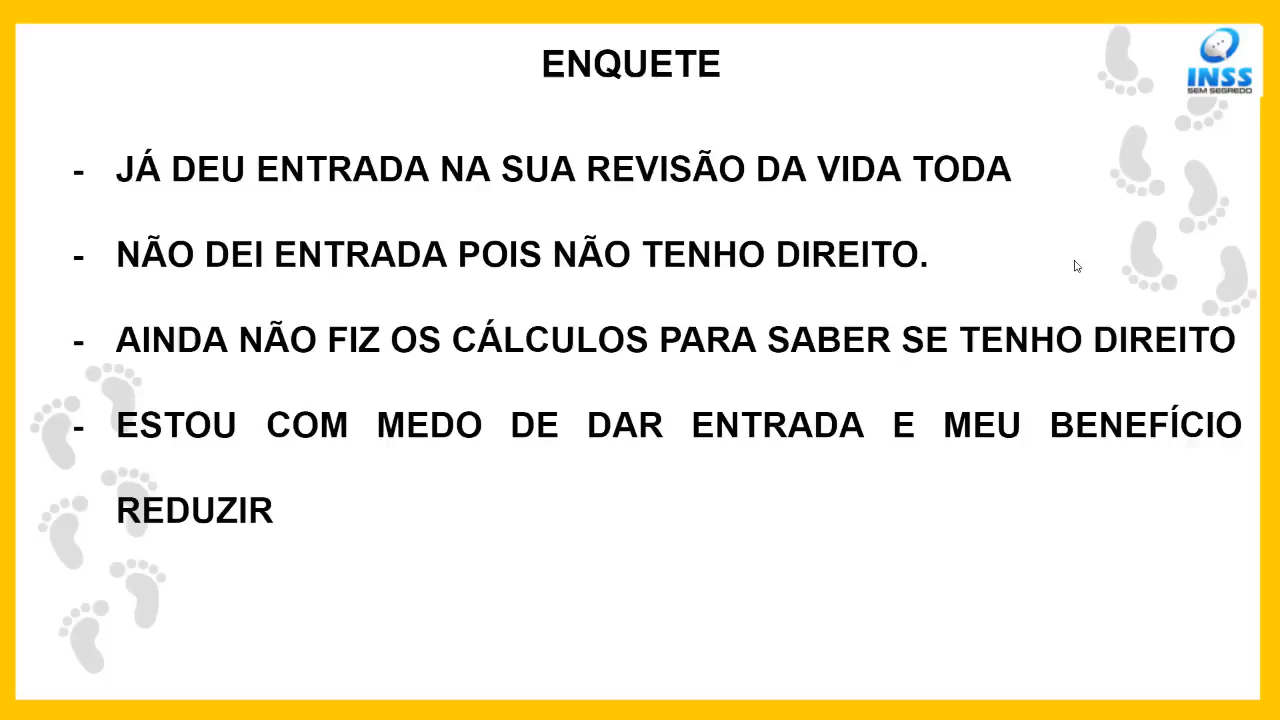 ENQUETE
INSS
SEM SEGREDO
- JÁ DEU ENTRADA NA SUA REVISÃO DA VIDA TODA
- NÃO DEI ENTRADA POIS NÃO TENHO DIREITO.
- AINDA NÃO FIZ OS CÁLCULOS PARA SABER SE TENHO DIREITO
- ESTOU COM MEDO DE DAR ENTRADA E MEU BENEFÍCIO
REDUZIR